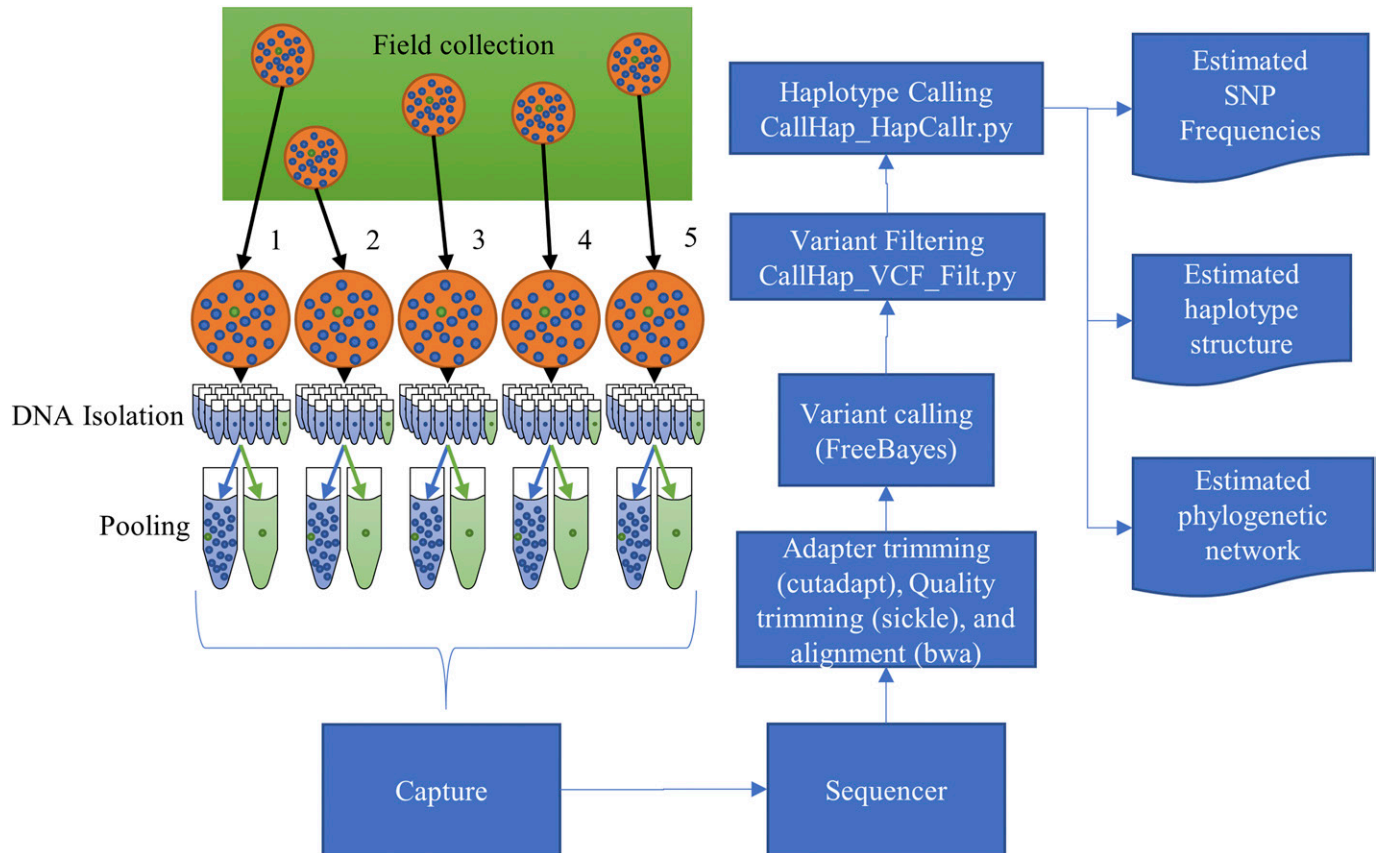 Field collection
1
2
3
4
5
DNA Isolation
Pooling
Capture
Sequencer
Adapter trimming
(cutadapt), Quality
trimming (sickle), and
alignment (bwa)
Variant calling
(FreeBayes)
Variant Filtering
CallHap_VCF_Filt.py
Haplotype Calling
CallHap_HapCallr.py
Estimated
SNP
Frequencies
Estimated
haplotype
structure
Estimated
phylogenetic
network